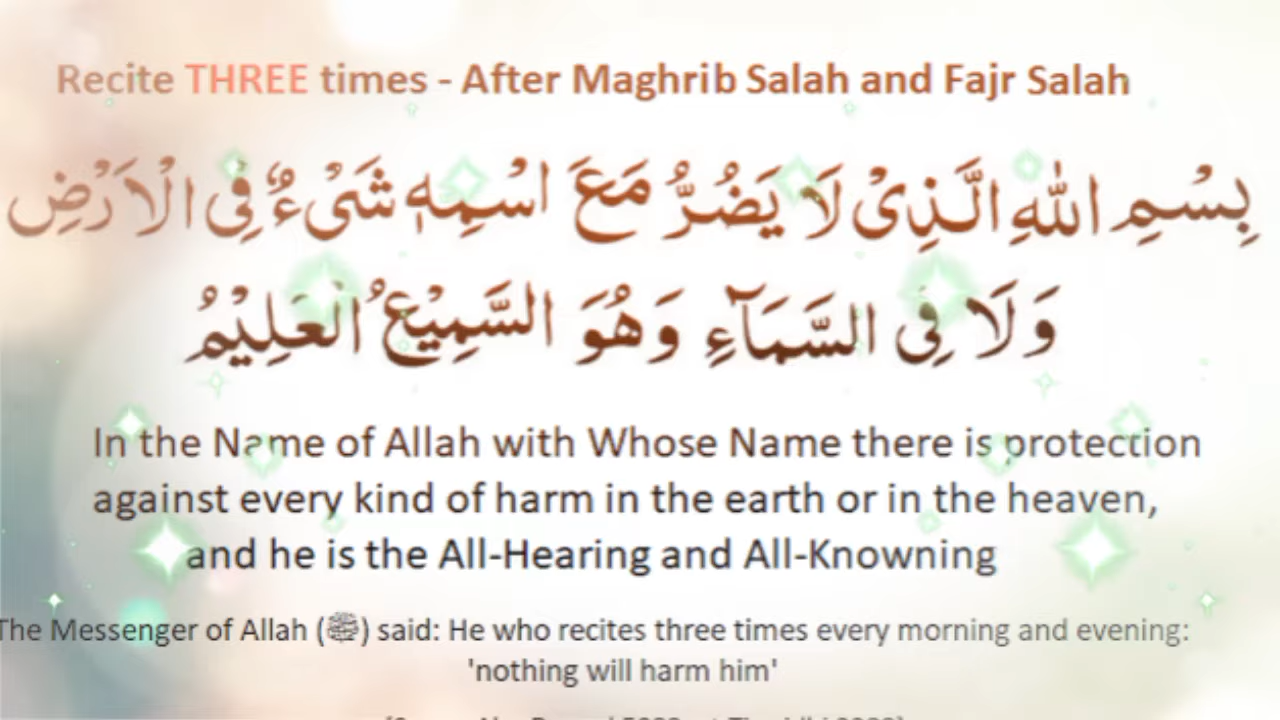 Recite THREE times - After Maghrib Salah and Fajr Salah
بِسْمِ اللهِ الَّذِىْ لَا يَضُرُّ مَعَ اسْمِهٖ شَىْءٌ فِى الْاَرْضِ
وَلَا فِى السَّمَآءِ وَهُوَ السَّمِيْعُ الْعَلِيْمُ
In the Name of Allah with Whose Name there is protection
against every kind of harm in the earth or in the heaven,
and he is the All-Hearing and All-Knowning
The Messenger of Allah (ﷺ) said: He who recites three times every morning and evening:
'nothing will harm him'